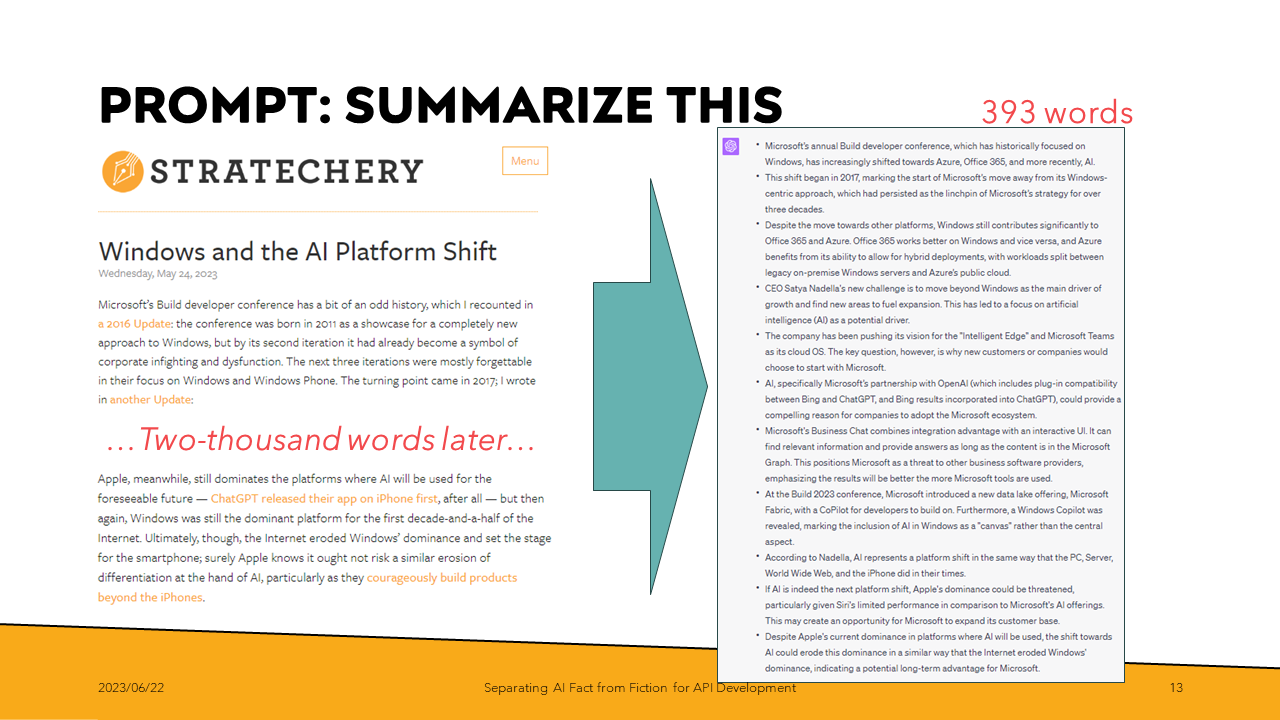 PROMPT: SUMMARIZE THIS
393 words
STRATECHERY
Menu
Windows and the AI Platform Shift
Wednesday, May 24, 2023
Microsoft's Build developer conference has a bit of an odd history, which I recounted in
a 2016 Update: the conference was born in 2011 as a showcase for a completely new
approach to Windows, but by its second iteration it had already become a symbol of
corporate infighting and dysfunction. The next three iterations were mostly forgettable
in their focus on Windows and Windows Phone. The turning point came in 2017; I wrote
in another Update:
...Two-thousand words later...
Apple, meanwhile, still dominates the platforms where AI will be used for the
foreseeable future — ChatGPT released their app on iPhone first, after all — but then
again, Windows was still the dominant platform for the first decade-and-a-half of the
Internet. Ultimately, though, the Internet eroded Windows' dominance and set the stage
for the smartphone; surely Apple knows it ought not risk a similar erosion of
differentiation at the hand of AI, particularly as they courageously build products
beyond the iPhones.
• Microsoft's annual Build developer conference, which has historically focused on
Windows, has increasingly shifted towards Azure, Office 365, and more recently, AI.
• This shift began in 2017, marking the start of Microsoft's move away from its Windows-
centric approach, which had persisted as the linchpin of Microsoft's strategy for over
three decades.
• Despite the move towards other platforms, Windows still contributes significantly to
Office 365 and Azure. Office 365 works better on Windows and vice versa, and Azure
benefits from its ability to allow for hybrid deployments, with workloads split between
legacy on-premise Windows servers and Azure's public cloud.
• CEO Satya Nadella's new challenge is to move beyond Windows as the main driver of
growth and find new areas to fuel expansion. This has led to a focus on artificial
intelligence (AI) as a potential driver.
• The company has been pushing its vision for the "Intelligent Edge" and Microsoft Teams
as its cloud OS. The key question, however, is why new customers or companies would
choose to start with Microsoft.
• AI, specifically Microsoft's partnership with OpenAI (which includes plug-in compatibility
between Bing and ChatGPT, and Bing results incorporated into ChatGPT), could provide a
compelling reason for companies to adopt the Microsoft ecosystem.
• Microsoft's Business Chat combines integration advantage with an interactive UI. It can
find relevant information and provide answers as long as the content is in the Microsoft
Graph. This positions Microsoft as a threat to other business software providers,
emphasizing the results will be better the more Microsoft tools are used.
• At the Build 2023 conference, Microsoft introduced a new data lake offering, Microsoft
Fabric, with a CoPilot for developers to build on. Furthermore, a Windows Copilot was
revealed, marking the inclusion of AI in Windows as a "canvas" rather than the central
aspect.
• According to Nadella, AI represents a platform shift in the same way that the PC, Server,
World Wide Web, and the iPhone did in their times.
• If AI is indeed the next platform shift, Apple's dominance could be threatened,
particularly given Siri's limited performance in comparison to Microsoft's AI offerings.
This may create an opportunity for Microsoft to expand its customer base.
• Despite Apple's current dominance in platforms where AI will be used, the shift towards
AI could erode this dominance in a similar way that the Internet eroded Windows'
dominance, indicating a potential long-term advantage for Microsoft.
2023/06/22
Separating AI Fact from Fiction for API Development
13